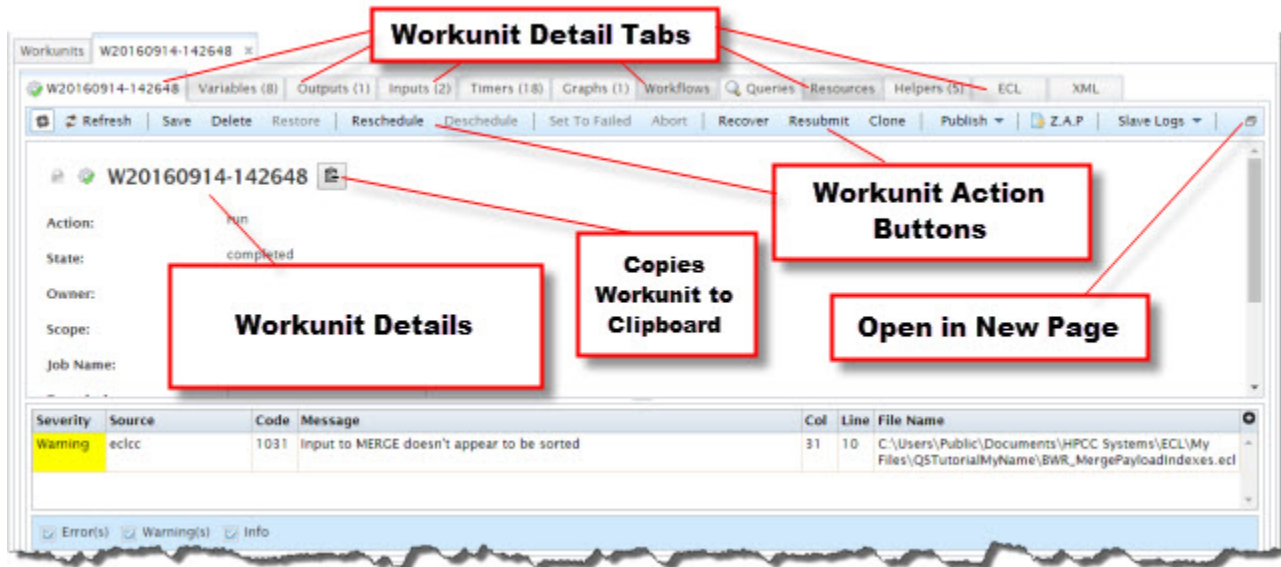 Workunit Detail Tabs
Workunits W20160914-142648 x
W20160914-142648 Variables (8) Outputs (1) Inputs (2) Timers (18) Graphs (1) Workflows Queries Resources Helpers (5) ECL XML
Refresh Save Delete Restore Reschedule Deschedule Set To Failed Abort Recover Resubmit Clone Publish Z.A.P Slave Logs
W20160914-142648
Workunit Action
Buttons
Action: run
State: completed
Owner:
Scope:
Job Name:
Workunit Details
Copies
Workunit to
Clipboard
Open in New Page
Severity Source Code Message Col Line File Name
Warning eclcc 1031 Input to MERGE doesn't appear to be sorted 31 10 C:\Users\Public\Documents\HPCC Systems\ECL\My
Files\QSTutorialMyName\BWR_MergePayloadIndexes.ecl
Error(s) Warning(s) Info